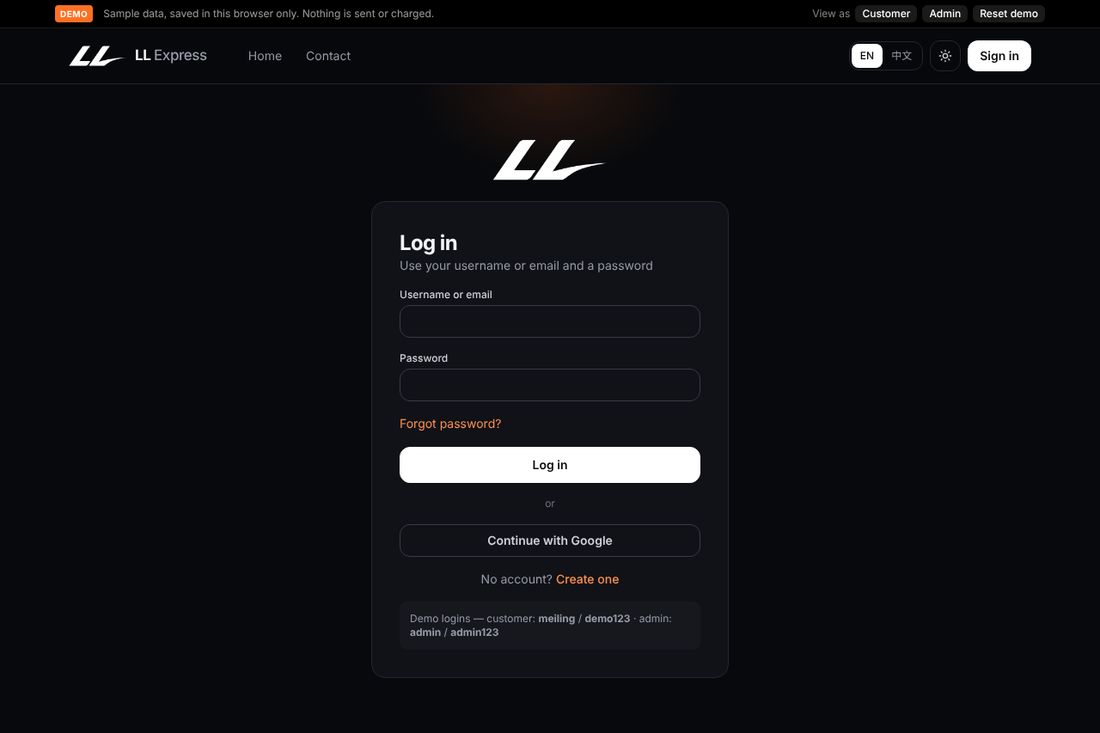 DEMO Sample data, saved in this browser only. Nothing is sent or charged. View as Customer Admin Reset demo
LL LL Express Home Contact EN 中文 Sign in
LL
Log in
Use your username or email and a password
Username or email
Password
Forgot password?
Log in
or
Continue with Google
No account? Create one
Demo logins — customer: meiling / demo123 · admin:
admin / admin123